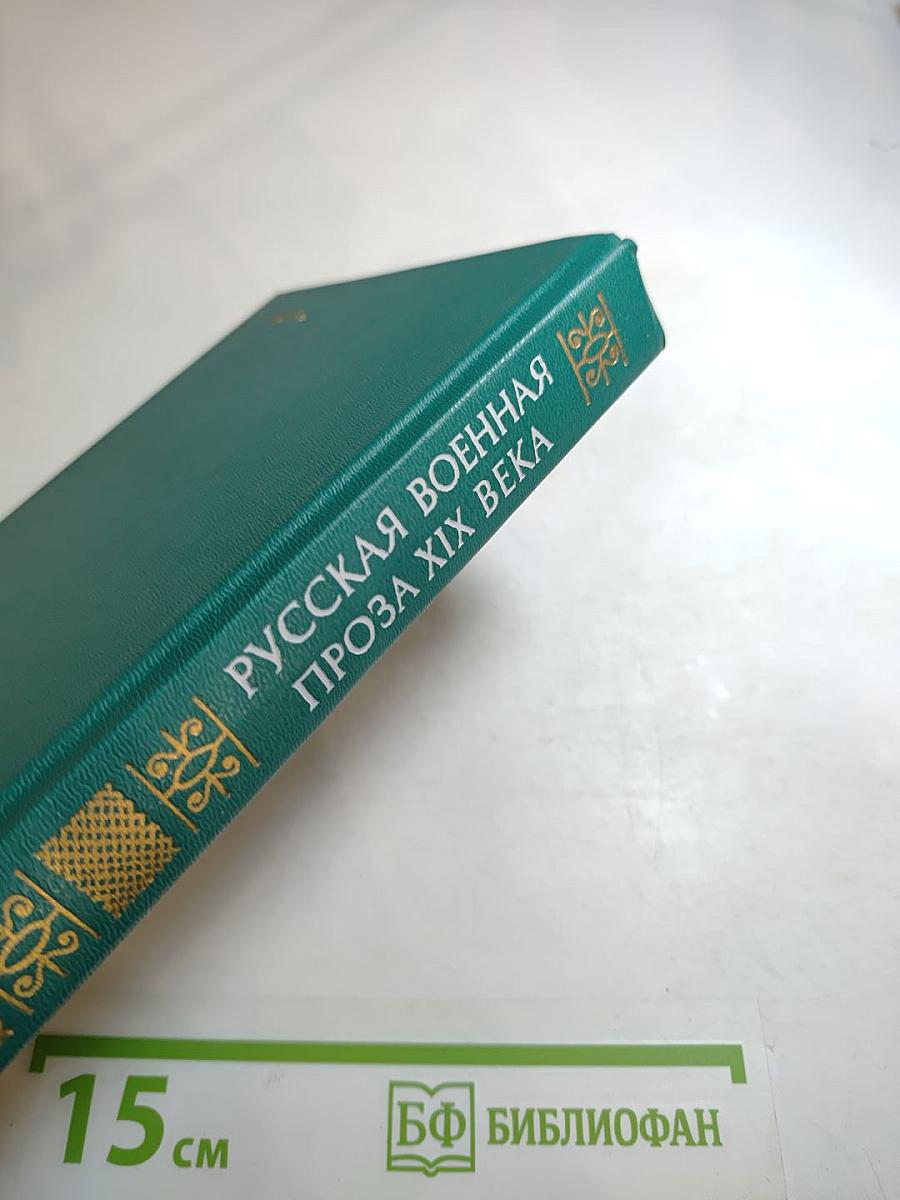 РУССКАЯ ВОЕННАЯ
ПРОЗА XIX ВЕКА
15 см
БФ БИБЛИОФАН